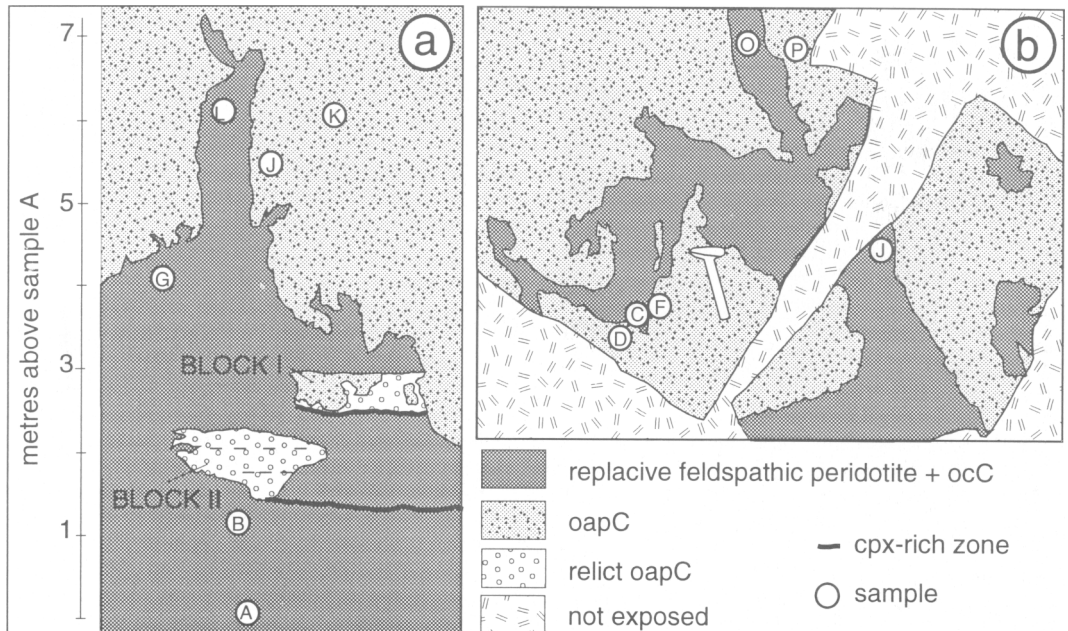 metres above sample A
7
5
3
1
a
L
K
J
G
BLOCK I
BLOCK II
B
A
b
O
P
J
C
F
D
replacive feldspathic peridotite + ocC
oapC
relict oapC
not exposed
cpx-rich zone
sample